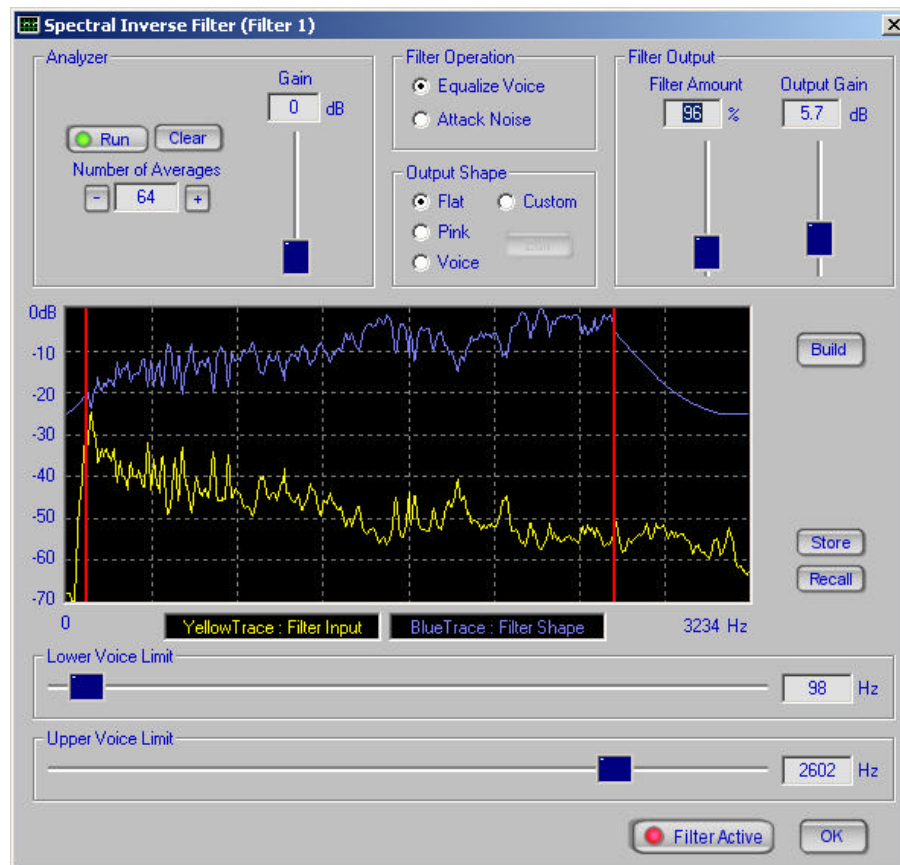 Spectral Inverse Filter (Filter 1)
Analyzer
Gain
0 dB
Run Clear
Number of Averages
- 64 +
Filter Operation
Equalize Voice
Attack Noise
Output Shape
Flat Custom
Pink
Voice
Filter Output
Filter Amount Output Gain
96 % 5.7 dB
0dB
-10
-20
-30
-40
-50
-60
-70
0 3234 Hz
YellowTrace : Filter Input BlueTrace : Filter Shape
Build
Store
Recall
Lower Voice Limit
98 Hz
Upper Voice Limit
2602 Hz
Filter Active OK